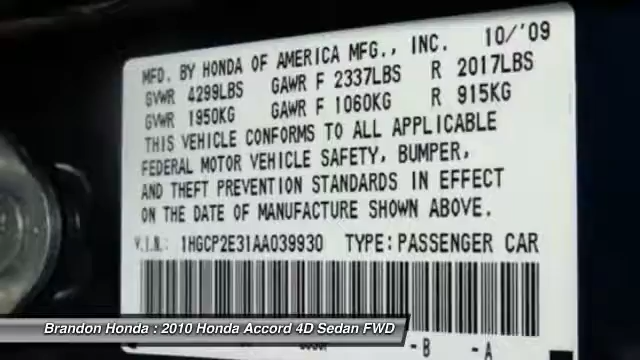 MFD. BY HONDA OF AMERICA MFG., INC. 10/'09
GVWR 4299LBS GAWR F 2337LBS R 2017LBS
GVWR 1950KG GAWR F 1060KG R 915KG
THIS VEHICLE CONFORMS TO ALL APPLICABLE
FEDERAL MOTOR VEHICLE SAFETY, BUMPER,
AND THEFT PREVENTION STANDARDS IN EFFECT
ON THE DATE OF MANUFACTURE SHOWN ABOVE.
V.I.N.: 1HGCP2E31AA039930 TYPE: PASSENGER CAR
Brandon Honda : 2010 Honda Accord 4D Sedan FWD
-B -A